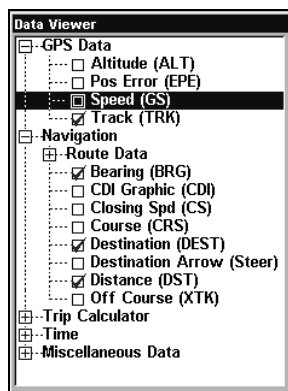 Data Viewer
GPS Data
Altitude (ALT)
Pos Error (EPE)
Speed (GS)
Track (TRK)
Navigation
Route Data
Bearing (BRG)
CDI Graphic (CDI)
Closing Spd (CS)
Course (CRS)
Destination (DEST)
Destination Arrow (Steer)
Distance (DST)
Off Course (XTK)
Trip Calculator
Time
Miscellaneous Data